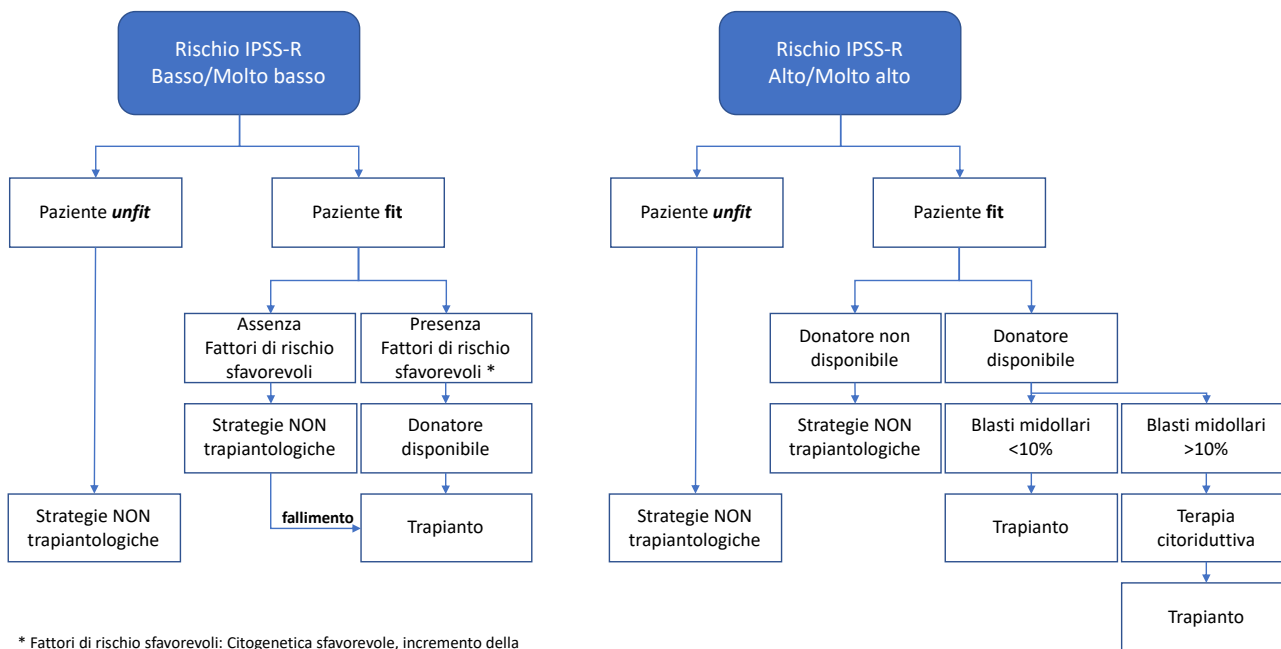 Rischio IPSS-R
Basso/Molto basso
Paziente unfit
Paziente fit
Assenza
Fattori di rischio
sfavorevoli
Presenza
Fattori di rischio
sfavorevoli *
Strategie NON
trapiantologiche
Donatore
disponibile
Strategie NON
trapiantologiche
fallimento
Trapianto
Rischio IPSS-R
Alto/Molto alto
Paziente unfit
Paziente fit
Donatore non
disponibile
Donatore
disponibile
Strategie NON
trapiantologiche
Blasti midollari
<10%
Blasti midollari
>10%
Strategie NON
trapiantologiche
Trapianto
Terapia
citoriduttiva
Trapianto
* Fattori di rischio sfavorevoli: Citogenetica sfavorevole, incremento della